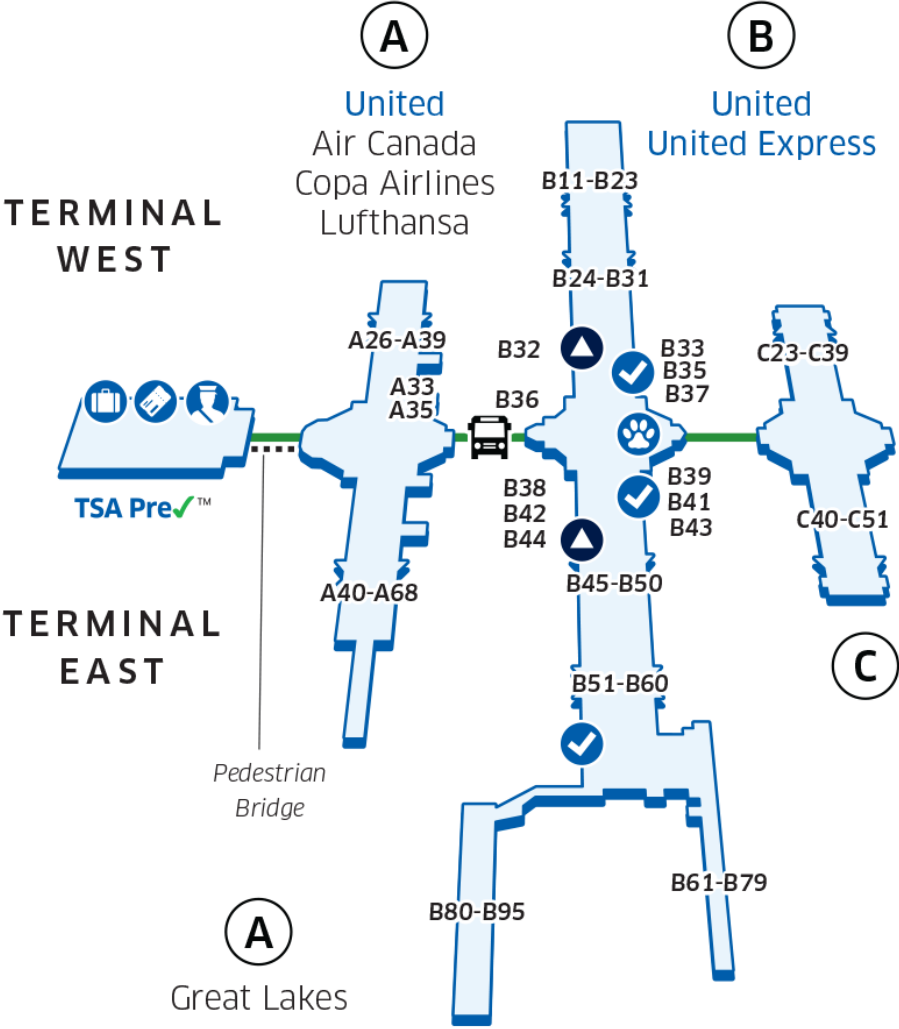 A
United
Air Canada
Copa Airlines
Lufthansa
B
United
United Express
TERMINAL
WEST
B11-B23
B24-B31
A26-A39
A33
A35
B32
B36
B33
B35
B37
C23-C39
TSA Pre✓™
B38
B42
B44
B39
B41
B43
C40-C51
A40-A68
B45-B50
TERMINAL
EAST
B51-B60
C
Pedestrian
Bridge
B61-B79
B80-B95
A
Great Lakes